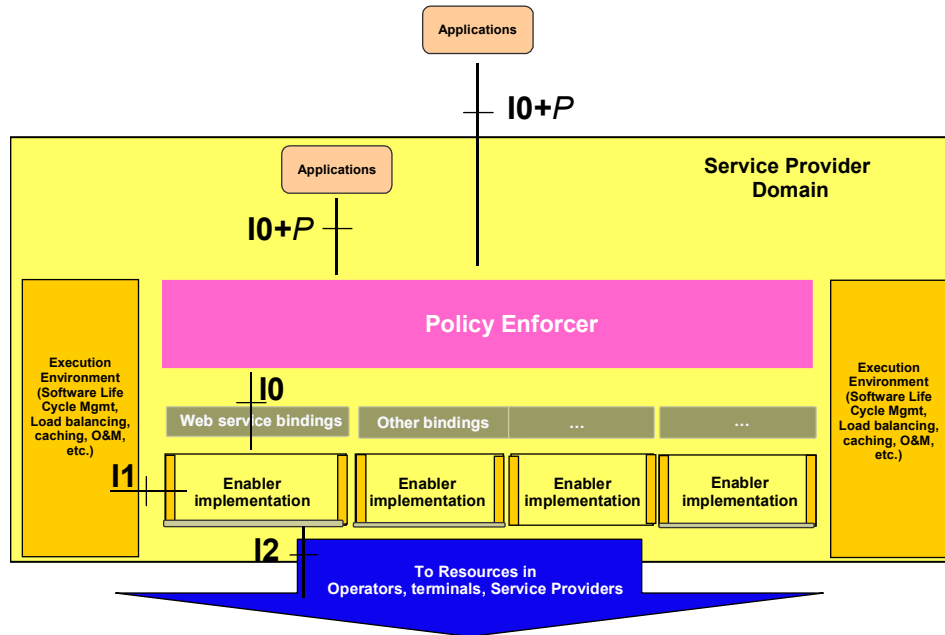 Applications
I0+P
Service Provider
Domain
Applications
I0+P
Policy Enforcer
Execution
Environment
(Software Life
Cycle Mgmt,
Load balancing,
caching, O&M,
etc.)
Execution
Environment
(Software Life
Cycle Mgmt,
Load balancing,
caching, O&M,
etc.)
I0
Web service bindings
Other bindings
...
...
I1
Enabler
implementation
Enabler
implementation
Enabler
implementation
Enabler
implementation
I2
To Resources in
Operators, terminals, Service Providers